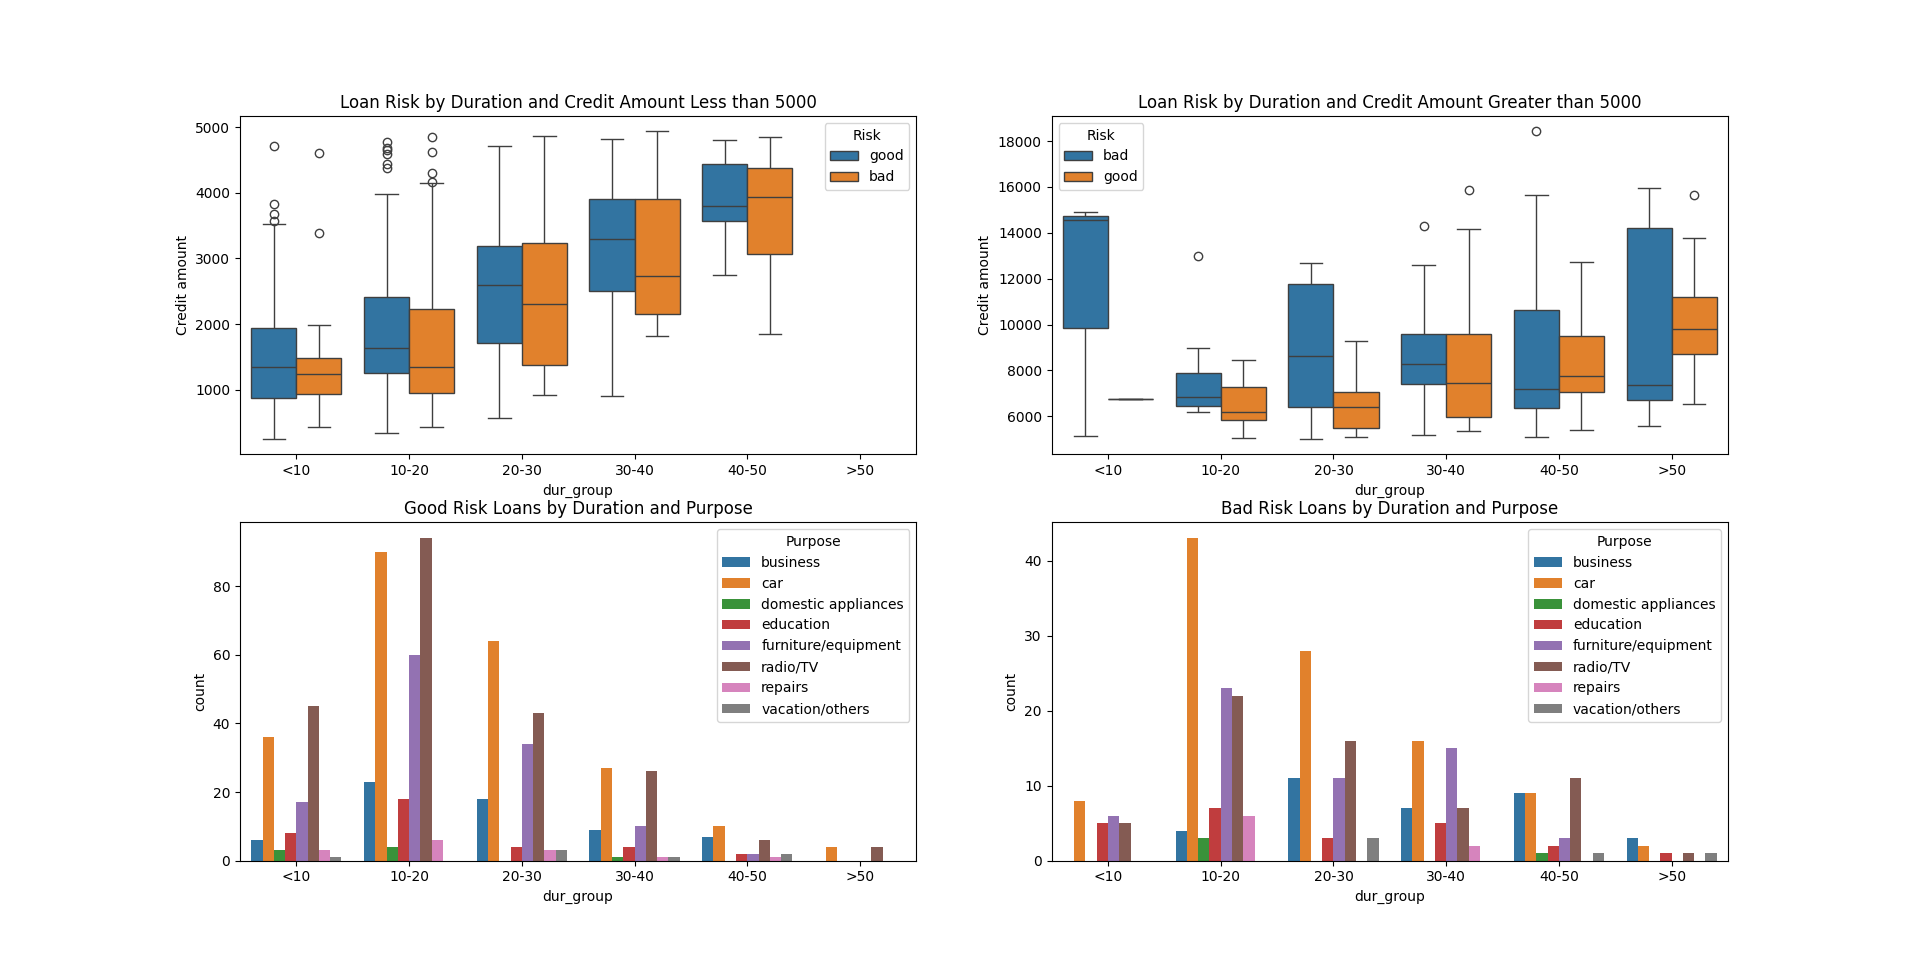 Loan Risk by Duration and Credit Amount Less than 5000
5000
4000
3000
2000
1000
Credit amount
Risk
good
bad
<10
10-20
20-30
30-40
40-50
>50
dur_group
Loan Risk by Duration and Credit Amount Greater than 5000
18000
16000
14000
12000
10000
8000
6000
Credit amount
Risk
bad
good
<10
10-20
20-30
30-40
40-50
>50
dur_group
Good Risk Loans by Duration and Purpose
80
60
40
20
0
count
Purpose
business
car
domestic appliances
education
furniture/equipment
radio/TV
repairs
vacation/others
<10
10-20
20-30
30-40
40-50
>50
dur_group
Bad Risk Loans by Duration and Purpose
40
30
20
10
0
count
Purpose
business
car
domestic appliances
education
furniture/equipment
radio/TV
repairs
vacation/others
<10
10-20
20-30
30-40
40-50
>50
dur_group